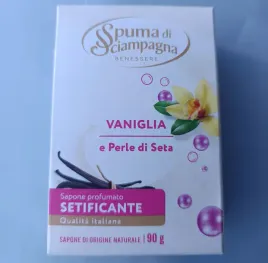 Spuma di
Sciampagna
BENESSERE
VANIGLIA
e Perle di Seta
Sapone profumato
SETIFICANTE
Qualità Italiana
SAPONE DI ORIGINE NATURALE | 90 g